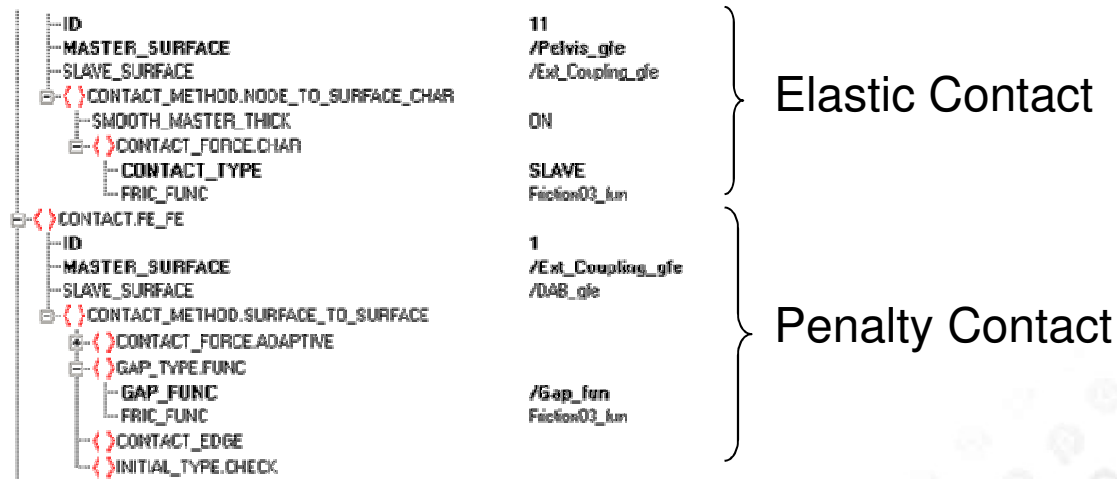 ID 11
MASTER_SURFACE /Pelvis_gfe
SLAVE_SURFACE /Ext_Coupling_gfe
CONTACT_METHOD.NODE_TO_SURFACE_CHAR
SMOOTH_MASTER_THICK ON
CONTACT_FORCE.CHAR
CONTACT_TYPE SLAVE
FRIC_FUNC Friction03_fun
Elastic Contact
CONTACT.FE_FE
ID 1
MASTER_SURFACE /Ext_Coupling_gfe
SLAVE_SURFACE /DAB_gfe
CONTACT_METHOD.SURFACE_TO_SURFACE
CONTACT_FORCE.ADAPTIVE
GAP_TYPE.FUNC
GAP_FUNC /Gap_fun
FRIC_FUNC Friction03_fun
CONTACT_EDGE
INITIAL_TYPE.CHECK
Penalty Contact